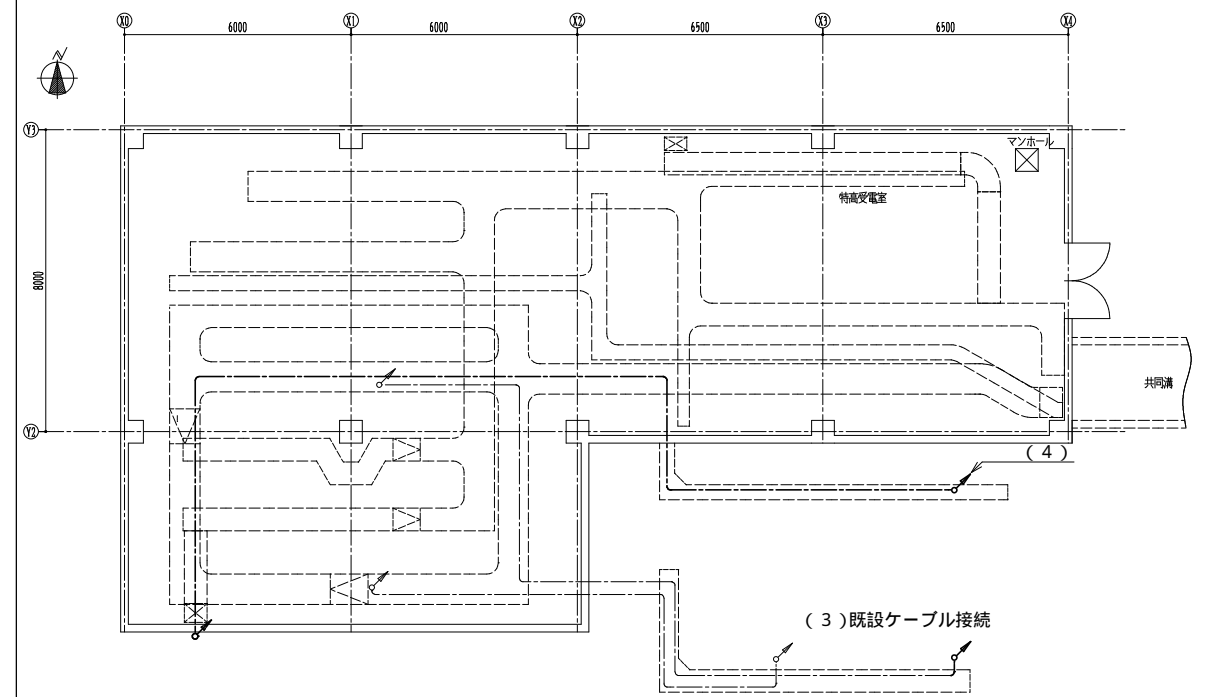 X0 X1 X2 X3 X4
6000 6000 6500 6500
N
Y3
マンホール
特高受電室
8000
共同溝
Y2
(4)
(3)既設ケーブル接続